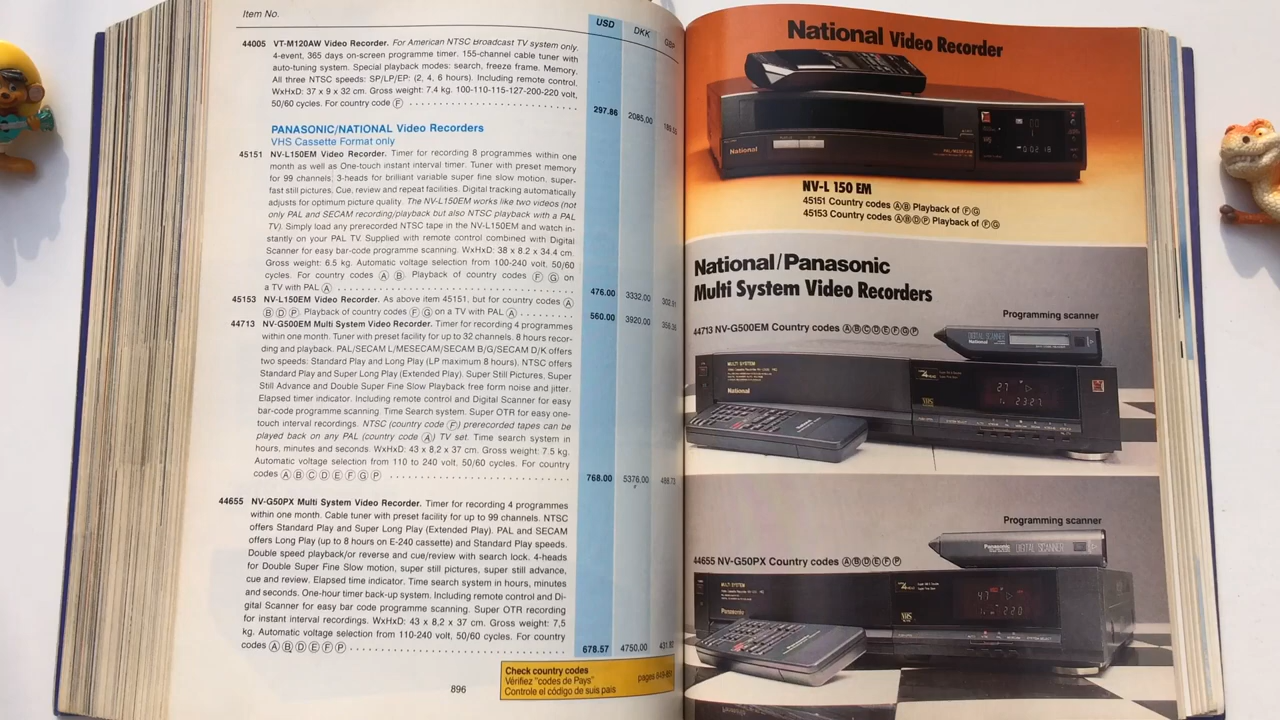 Item No.
USD
DKK
GBP
44005 VT-M120AW Video Recorder. For American NTSC Broadcast TV system only.
4-event, 365 days on-screen programme timer. 155-channel cable tuner with
auto-tuning system. Special playback modes: search, freeze frame. Memory.
All three NTSC speeds: SP/LP/EP: (2, 4, 6 hours). Including remote control.
WxHxD: 37 x 9 x 32 cm. Gross weight: 7.4 kg. 100-110-115-127-200-220 volt,
50/60 cycles. For country code Ⓕ
297.86 2085,00
PANASONIC/NATIONAL Video Recorders
VHS Cassette Format only
45151 NV-L150EM Video Recorder. Timer for recording 8 programmes within one
month as well as One-touch instant interval timer. Tuner with preset memory
for 99 channels; 3-heads for brilliant variable super fine slow motion, super-
fast still pictures, Cue, review and repeat facilities. Digital tracking automatically
adjusts for optimum picture quality. The NV-L150EM works like two videos (not
only PAL and SECAM recording/playback but also NTSC playback with a PAL
TV). Simply load any prerecorded NTSC tape in the NV-L150EM and watch in-
stantly on your PAL TV. Supplied with remote control combined with Digital
Scanner for easy bar-code programme scanning. WxHxD: 38 x 8.2 x 34.4 cm.
Gross weight: 6.5 kg. Automatic voltage selection from 100-240 volt. 50/60
cycles. For country codes Ⓐ Ⓑ. Playback of country codes Ⓕ Ⓖ on
a TV with PAL Ⓐ
476.00 3332.00
45153 NV-L150EM Video Recorder. As above item 45151, but for country codes Ⓐ
Ⓑ Ⓓ Ⓟ. Playback of country codes Ⓕ Ⓖ on a TV with PAL Ⓐ
560.00 3920,00
44713 NV-G500EM Multi System Video Recorder. Timer for recording 4 programmes
within one month. Tuner with preset facility for up to 32 channels. 8 hours recor-
ding and playback. PAL/SECAM L/MESECAM/SECAM B/G/SECAM D/K offers
two speeds: Standard Play and Long Play (LP maximum 8 hours). NTSC offers
Standard Play and Super Long Play (Extended Play). Super Still Pictures, Super
Still Advance and Double Super Fine Slow Playback free form noise and jitter.
Elapsed timer indicator. Including remote control and Digital Scanner for easy
bar-code programme scanning. Time Search system. Super OTR for easy one-
touch interval recordings. NTSC (country code Ⓕ) prerecorded tapes can be
played back on any PAL (country code Ⓐ) TV set. Time search system in
hours, minutes and seconds. WxHxD: 43 x 8.2 x 37 cm. Gross weight: 7.5 kg.
Automatic voltage selection from 110 to 240 volt. 50/60 cycles. For country
codes Ⓐ Ⓑ Ⓒ Ⓓ Ⓔ Ⓕ Ⓖ Ⓟ
768.00 5376.00
44655 NV-G50PX Multi System Video Recorder. Timer for recording 4 programmes
within one month. Cable tuner with preset facility for up to 99 channels. NTSC
offers Standard Play and Super Long Play (Extended Play). PAL and SECAM
offers Long Play (up to 8 hours on E-240 cassette) and Standard Play speeds.
Double speed playback/or reverse and cue/review with search lock. 4-heads
for Double Super Fine Slow motion, super still pictures, super still advance,
cue and review. Elapsed timer indicator. Time search system in hours, minutes
and seconds. One-hour timer back-up system. Including remote control and Di-
gital Scanner for easy bar code programme scanning. Super OTR recording
for instant interval recordings. WxHxD: 43 x 8,2 x 37 cm. Gross weight: 7,5
kg. Automatic voltage selection from 110-240 volt, 50/60 cycles. For country
codes Ⓐ Ⓑ Ⓓ Ⓔ Ⓕ Ⓟ
678.57 4750,00
Check country codes
Vérifiez "codes de Pays"
Controle el código de suis pais
pages
896
National Video Recorder
National
NV-L 150 EM
45151 Country codes ⒶⒷ Playback of ⒻⒼ
45153 Country codes ⒶⒷⒹⓅ Playback of ⒻⒼ
National/Panasonic
Multi System Video Recorders
Programming scanner
44713 NV-G500EM Country codes ⒶⒷⒸⒹⒺⒻⒼⓅ
DIGITAL SCANNER
National
MULTI SYSTEM
National
VHS
Programming scanner
44655 NV-G50PX Country codes ⒶⒷⒹⒺⒻⓅ
Panasonic DIGITAL SCANNER
MULTI SYSTEM
Panasonic
VHS